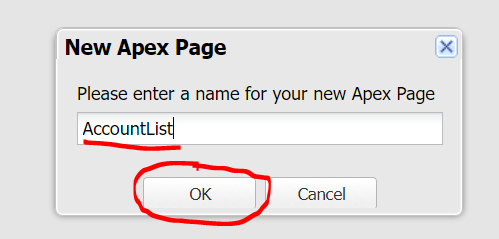 New Apex Page
Please enter a name for your new Apex Page
AccountList
OK
Cancel